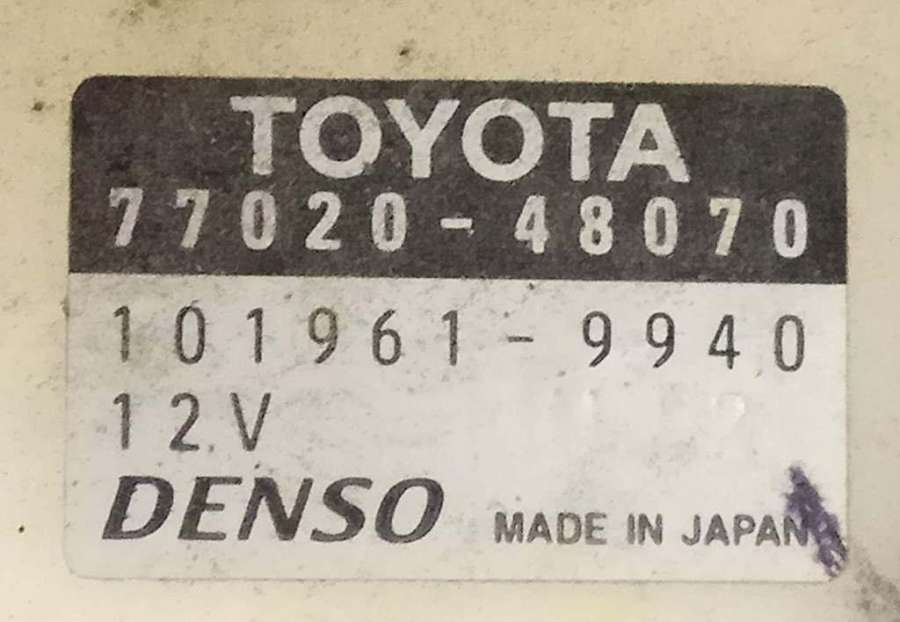 TOYOTA
77020-48070
101961-9940
12V
DENSO MADE IN JAPAN